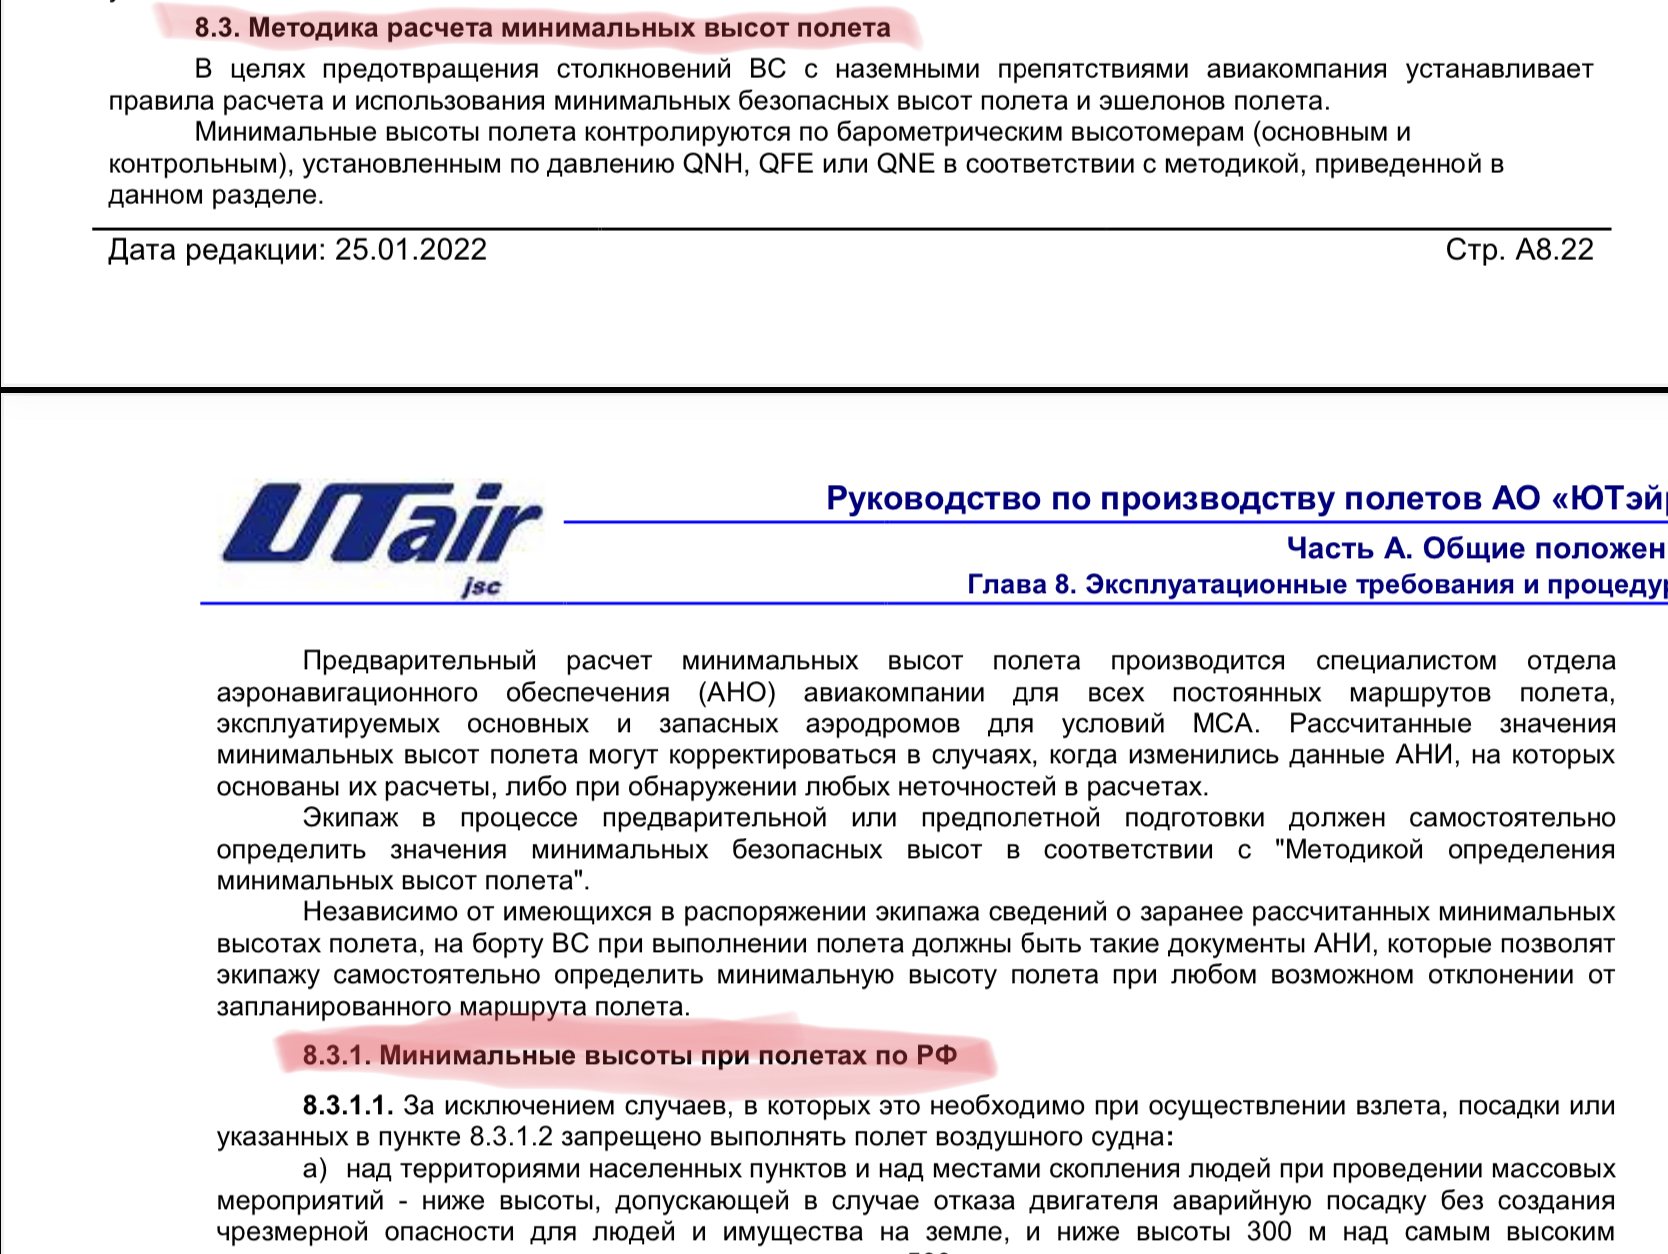 8.3. Методика расчета минимальных высот полета
В целях предотвращения столкновений ВС с наземными препятствиями авиакомпания устанавливает
правила расчета и использования минимальных безопасных высот полета и эшелонов полета.
Минимальные высоты полета контролируются по барометрическим высотомерам (основным и
контрольным), установленным по давлению QNH, QFE или QNE в соответствии с методикой, приведенной в
данном разделе.
Дата редакции: 25.01.2022 Стр. А8.22
UTair
jsc
Руководство по производству полетов АО «ЮТэйр
Часть А. Общие положен
Глава 8. Эксплуатационные требования и процедур
Предварительный расчет минимальных высот полета производится специалистом отдела
аэронавигационного обеспечения (АНО) авиакомпании для всех постоянных маршрутов полета,
эксплуатируемых основных и запасных аэродромов для условий МСА. Рассчитанные значения
минимальных высот полета могут корректироваться в случаях, когда изменились данные АНИ, на которых
основаны их расчеты, либо при обнаружении любых неточностей в расчетах.
Экипаж в процессе предварительной или предполетной подготовки должен самостоятельно
определить значения минимальных безопасных высот в соответствии с "Методикой определения
минимальных высот полета".
Независимо от имеющихся в распоряжении экипажа сведений о заранее рассчитанных минимальных
высотах полета, на борту ВС при выполнении полета должны быть такие документы АНИ, которые позволят
экипажу самостоятельно определить минимальную высоту полета при любом возможном отклонении от
запланированного маршрута полета.
8.3.1. Минимальные высоты при полетах по РФ
8.3.1.1. За исключением случаев, в которых это необходимо при осуществлении взлета, посадки или
указанных в пункте 8.3.1.2 запрещено выполнять полет воздушного судна:
а) над территориями населенных пунктов и над местами скопления людей при проведении массовых
мероприятий - ниже высоты, допускающей в случае отказа двигателя аварийную посадку без создания
чрезмерной опасности для людей и имущества на земле, и ниже высоты 300 м над самым высоким